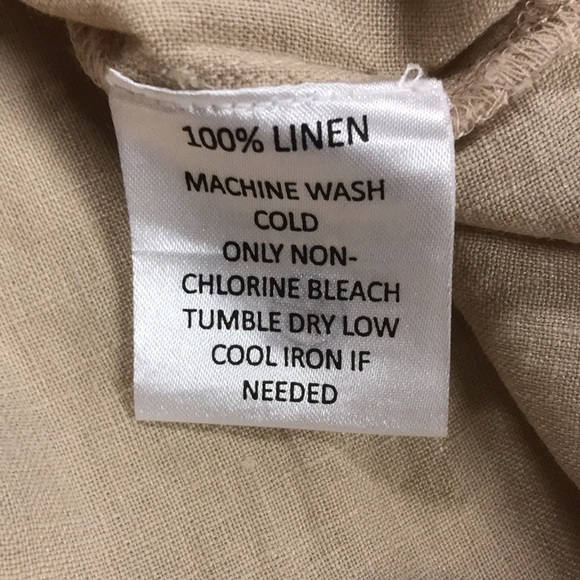 100% LINEN
MACHINE WASH
COLD
ONLY NON-
CHLORINE BLEACH
TUMBLE DRY LOW
COOL IRON IF
NEEDED